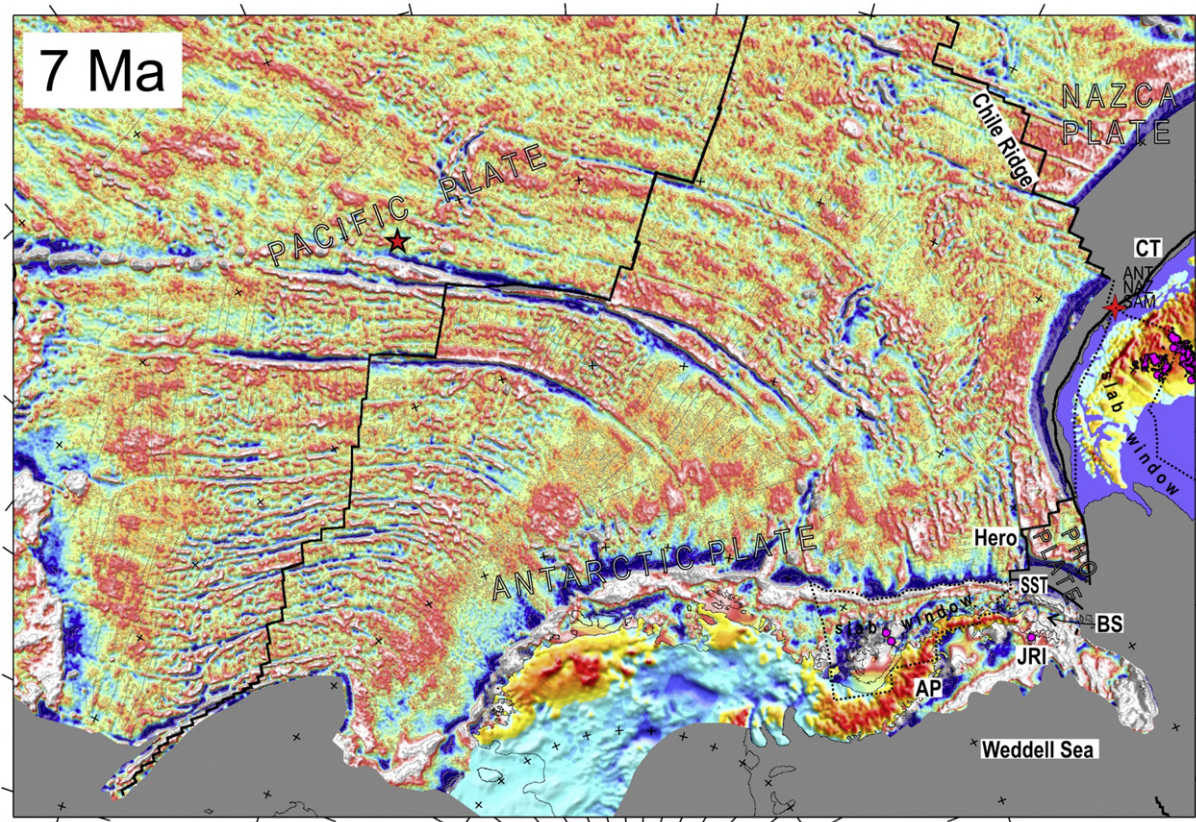 7 Ma
NAZCA
PLATE
Chile Ridge
PACIFIC PLATE
CT
ANT
NAZ
SAM
slab window
Hero
PHO
PLATE
ANTARCTIC PLATE
SST
slab window
BS
JRI
AP
Weddell Sea